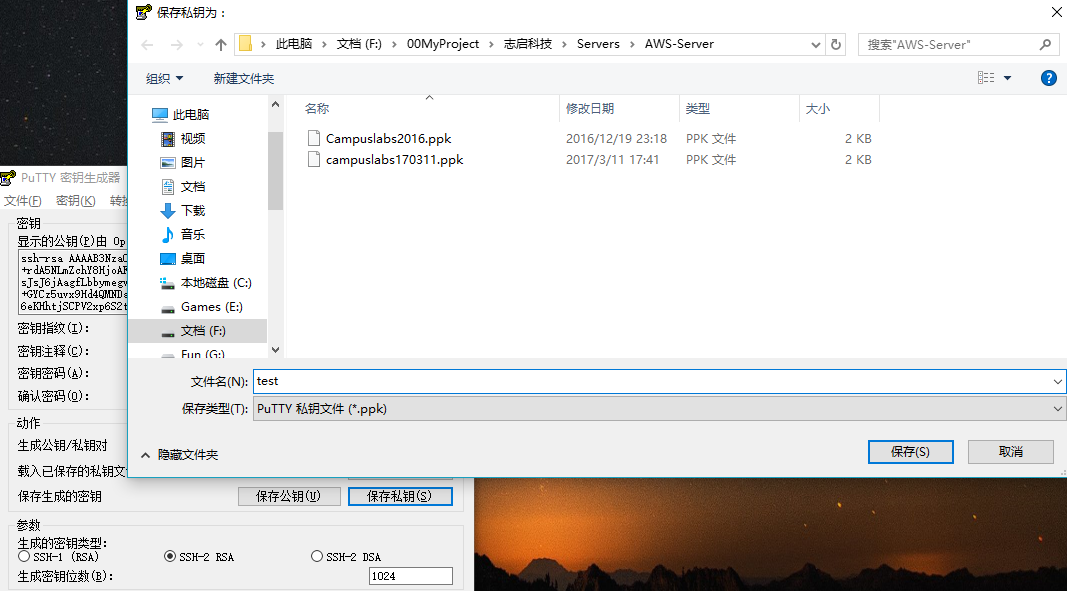 保存私钥为：
此电脑 › 文档 (F:) › 00MyProject › 志启科技 › Servers › AWS-Server
搜索"AWS-Server"
组织
新建文件夹
名称 修改日期 类型 大小
Campuslabs2016.ppk 2016/12/19 23:18 PPK 文件 2 KB
campuslabs170311.ppk 2017/3/11 17:41 PPK 文件 2 KB
此电脑
视频
图片
文档
下载
音乐
桌面
本地磁盘 (C:)
Games (E:)
文档 (F:)
Fun (G:)
文件名(N): test
保存类型(T): PuTTY 私钥文件 (*.ppk)
隐藏文件夹
保存(S) 取消
PuTTY 密钥生成器
文件(F) 密钥(K) 转换
密钥
显示的公钥(P)由 Op
ssh-rsa AAAAB3NzaC
+rdA5NLmZchY8HjoAF
sJsJ6jAagfLbbymegv
+GYCz5uvx9Hd4QMNDs
6eKHhtjSCPV2xp6S2t
密钥指纹(I):
密钥注释(C):
密钥密码(A):
确认密码(O):
动作
生成公钥/私钥对
载入已保存的私钥文
保存生成的密钥 保存公钥(U) 保存私钥(S)
参数
生成的密钥类型:
SSH-1 (RSA) SSH-2 RSA SSH-2 DSA
生成密钥位数(B): 1024